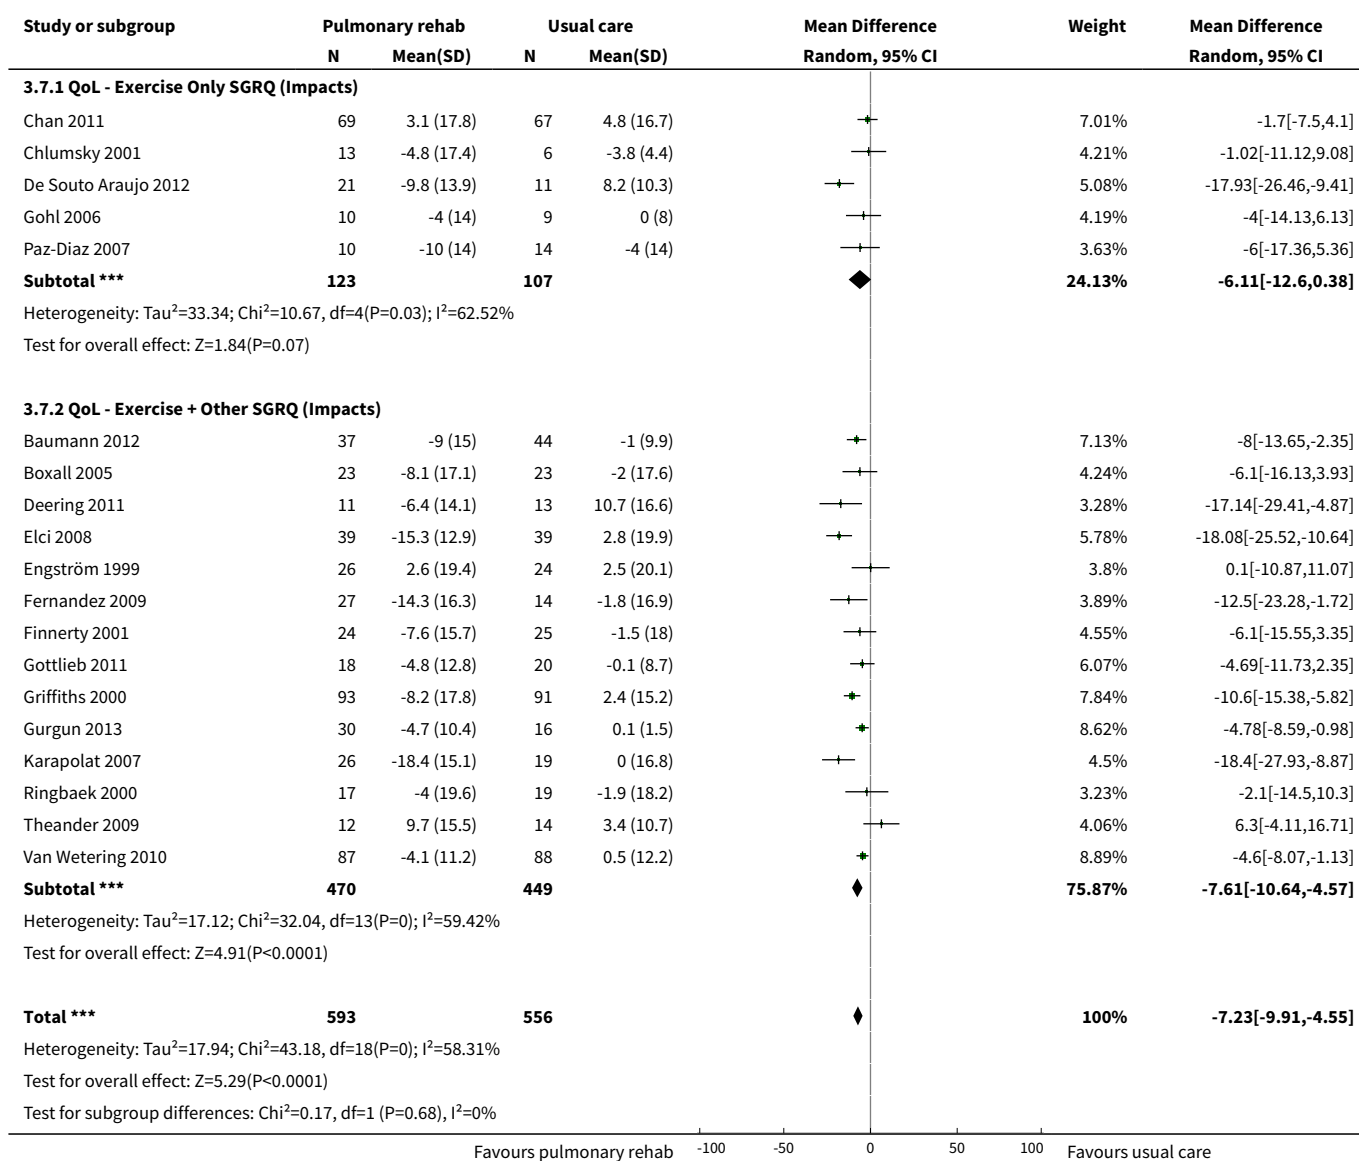 Study or subgroup Pulmonary rehab Usual care Mean Difference Weight Mean Difference
N Mean(SD) N Mean(SD) Random, 95% CI Random, 95% CI
3.7.1 QoL - Exercise Only SGRQ (Impacts)
Chan 2011 69 3.1 (17.8) 67 4.8 (16.7) 7.01% -1.7[-7.5,4.1]
Chlumsky 2001 13 -4.8 (17.4) 6 -3.8 (4.4) 4.21% -1.02[-11.12,9.08]
De Souto Araujo 2012 21 -9.8 (13.9) 11 8.2 (10.3) 5.08% -17.93[-26.46,-9.41]
Gohl 2006 10 -4 (14) 9 0 (8) 4.19% -4[-14.13,6.13]
Paz-Diaz 2007 10 -10 (14) 14 -4 (14) 3.63% -6[-17.36,5.36]
Subtotal *** 123 107 24.13% -6.11[-12.6,0.38]
Heterogeneity: Tau²=33.34; Chi²=10.67, df=4(P=0.03); I²=62.52%
Test for overall effect: Z=1.84(P=0.07)
3.7.2 QoL - Exercise + Other SGRQ (Impacts)
Baumann 2012 37 -9 (15) 44 -1 (9.9) 7.13% -8[-13.65,-2.35]
Boxall 2005 23 -8.1 (17.1) 23 -2 (17.6) 4.24% -6.1[-16.13,3.93]
Deering 2011 11 -6.4 (14.1) 13 10.7 (16.6) 3.28% -17.14[-29.41,-4.87]
Elci 2008 39 -15.3 (12.9) 39 2.8 (19.9) 5.78% -18.08[-25.52,-10.64]
Engström 1999 26 2.6 (19.4) 24 2.5 (20.1) 3.8% 0.1[-10.87,11.07]
Fernandez 2009 27 -14.3 (16.3) 14 -1.8 (16.9) 3.89% -12.5[-23.28,-1.72]
Finnerty 2001 24 -7.6 (15.7) 25 -1.5 (18) 4.55% -6.1[-15.55,3.35]
Gottlieb 2011 18 -4.8 (12.8) 20 -0.1 (8.7) 6.07% -4.69[-11.73,2.35]
Griffiths 2000 93 -8.2 (17.8) 91 2.4 (15.2) 7.84% -10.6[-15.38,-5.82]
Gurgun 2013 30 -4.7 (10.4) 16 0.1 (1.5) 8.62% -4.78[-8.59,-0.98]
Karapolat 2007 26 -18.4 (15.1) 19 0 (16.8) 4.5% -18.4[-27.93,-8.87]
Ringbaek 2000 17 -4 (19.6) 19 -1.9 (18.2) 3.23% -2.1[-14.5,10.3]
Theander 2009 12 9.7 (15.5) 14 3.4 (10.7) 4.06% 6.3[-4.11,16.71]
Van Wetering 2010 87 -4.1 (11.2) 88 0.5 (12.2) 8.89% -4.6[-8.07,-1.13]
Subtotal *** 470 449 75.87% -7.61[-10.64,-4.57]
Heterogeneity: Tau²=17.12; Chi²=32.04, df=13(P=0); I²=59.42%
Test for overall effect: Z=4.91(P<0.0001)
Total *** 593 556 100% -7.23[-9.91,-4.55]
Heterogeneity: Tau²=17.94; Chi²=43.18, df=18(P=0); I²=58.31%
Test for overall effect: Z=5.29(P<0.0001)
Test for subgroup differences: Chi²=0.17, df=1 (P=0.68), I²=0%
Favours pulmonary rehab -100 -50 0 50 100 Favours usual care